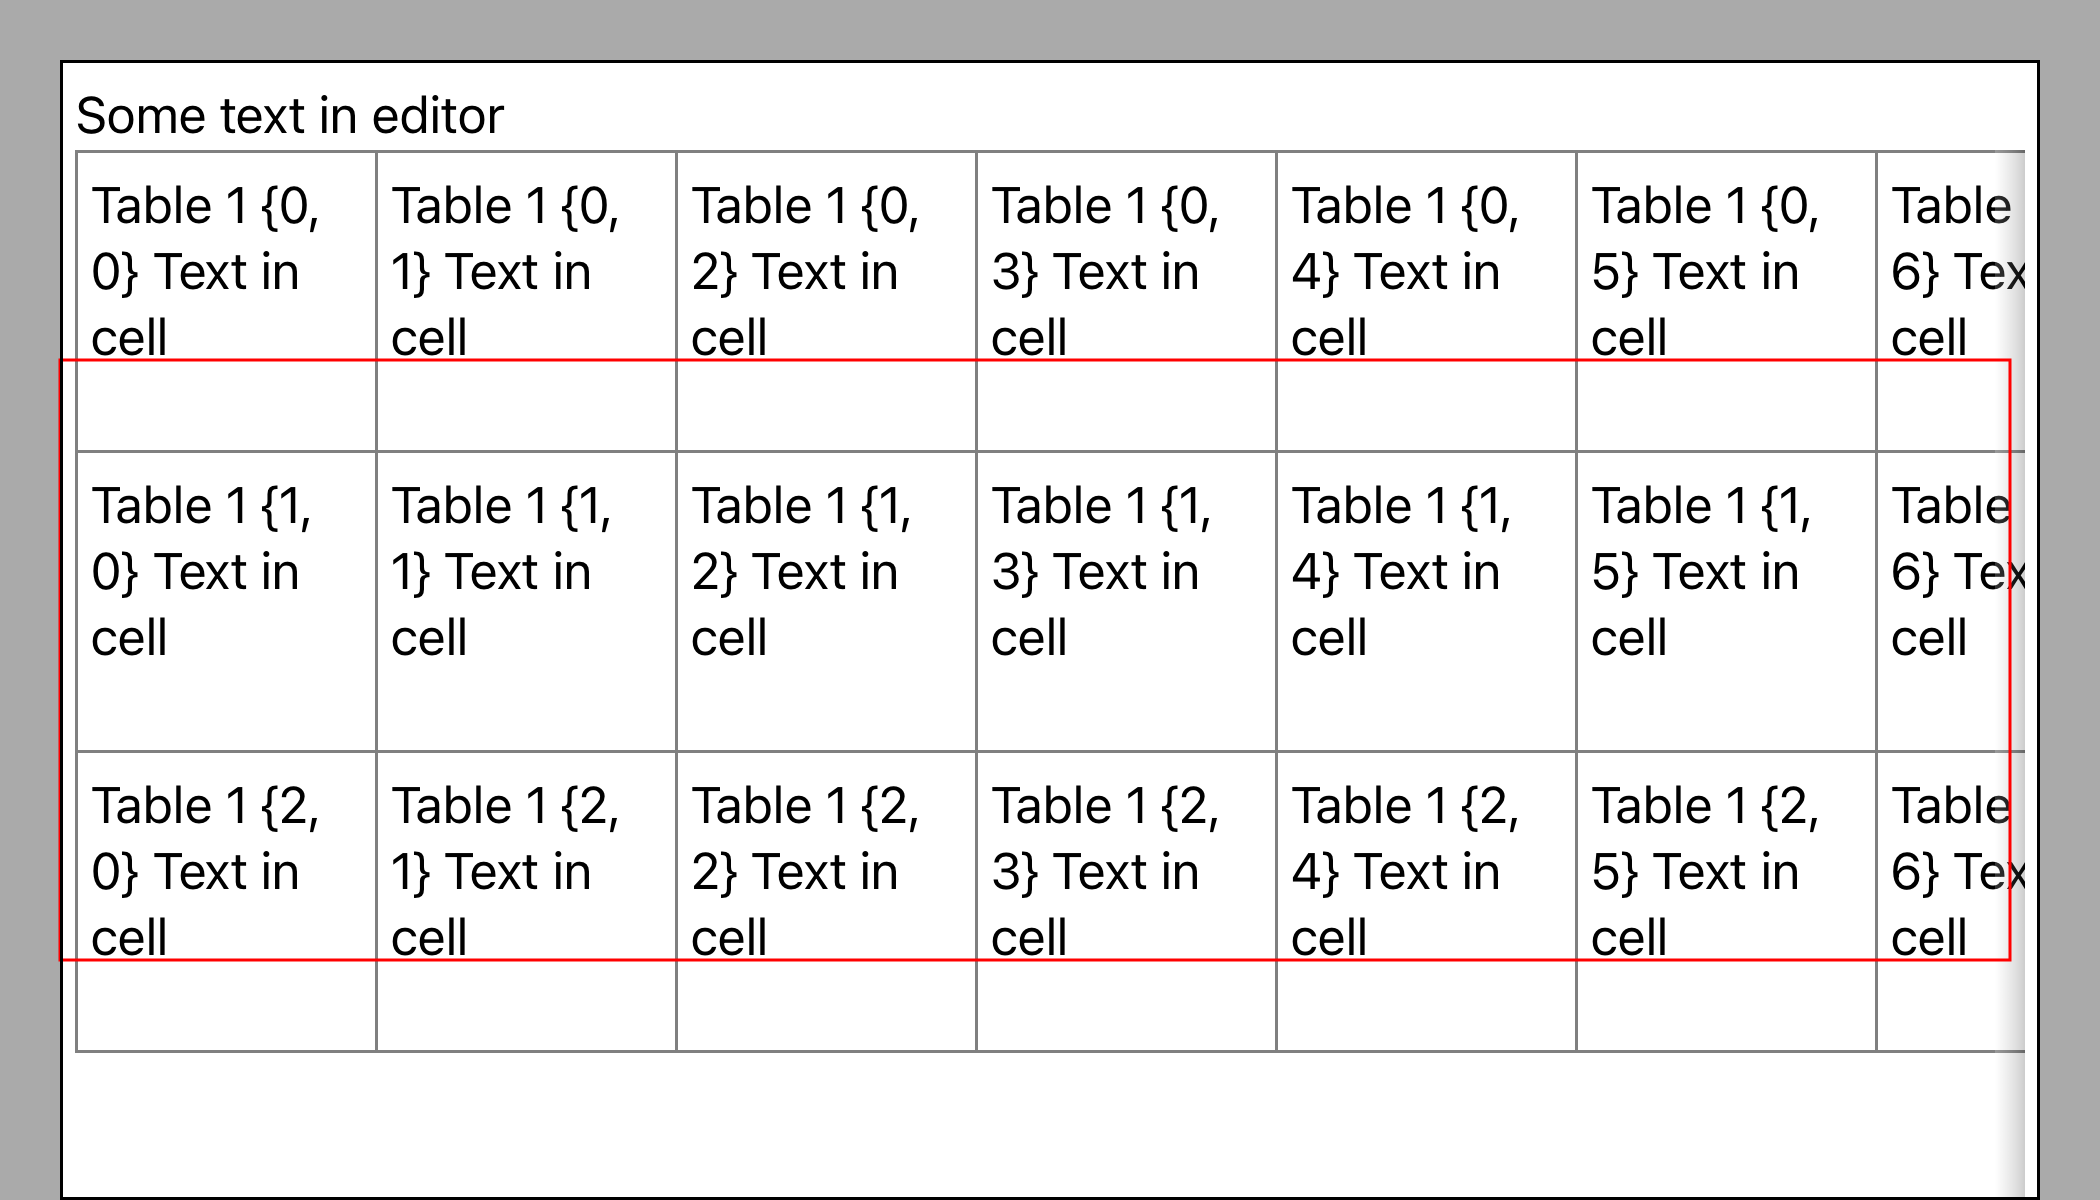 Some text in editor
Table 1 {0, Table 1 {0, Table 1 {0, Table 1 {0, Table 1 {0, Table 1 {0, Table
0} Text in 1} Text in 2} Text in 3} Text in 4} Text in 5} Text in 6} Tex
cell cell cell cell cell cell cell
Table 1 {1, Table 1 {1, Table 1 {1, Table 1 {1, Table 1 {1, Table 1 {1, Table
0} Text in 1} Text in 2} Text in 3} Text in 4} Text in 5} Text in 6} Tex
cell cell cell cell cell cell cell
Table 1 {2, Table 1 {2, Table 1 {2, Table 1 {2, Table 1 {2, Table 1 {2, Table
0} Text in 1} Text in 2} Text in 3} Text in 4} Text in 5} Text in 6} Tex
cell cell cell cell cell cell cell